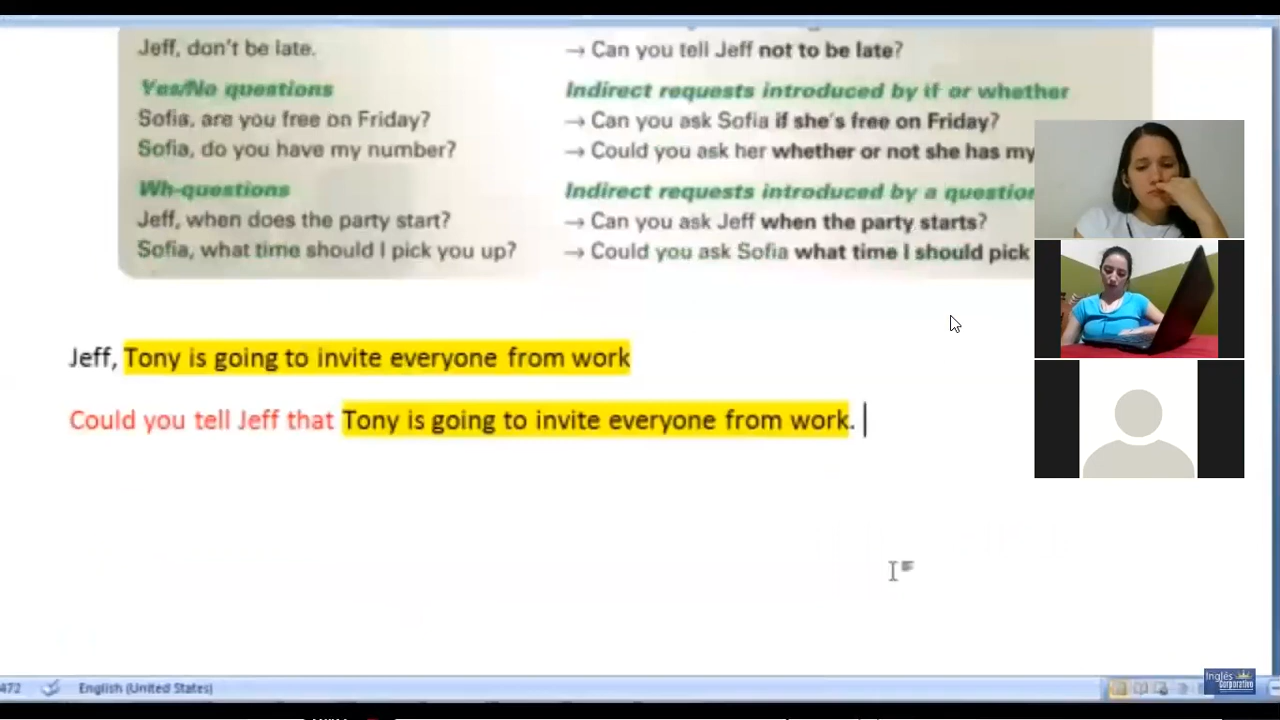 Jeff, don't be late.
→ Can you tell Jeff not to be late?
Yes/No questions
Indirect requests introduced by if or whether
Sofia, are you free on Friday?
→ Can you ask Sofia if she's free on Friday?
Sofia, do you have my number?
→ Could you ask her whether or not she has my
Wh-questions
Indirect requests introduced by a question
Jeff, when does the party start?
→ Can you ask Jeff when the party starts?
Sofia, what time should I pick you up?
→ Could you ask Sofia what time I should pick
Jeff, Tony is going to invite everyone from work
Could you tell Jeff that Tony is going to invite everyone from work.
472
English (United States)
Inglés
Corporativo